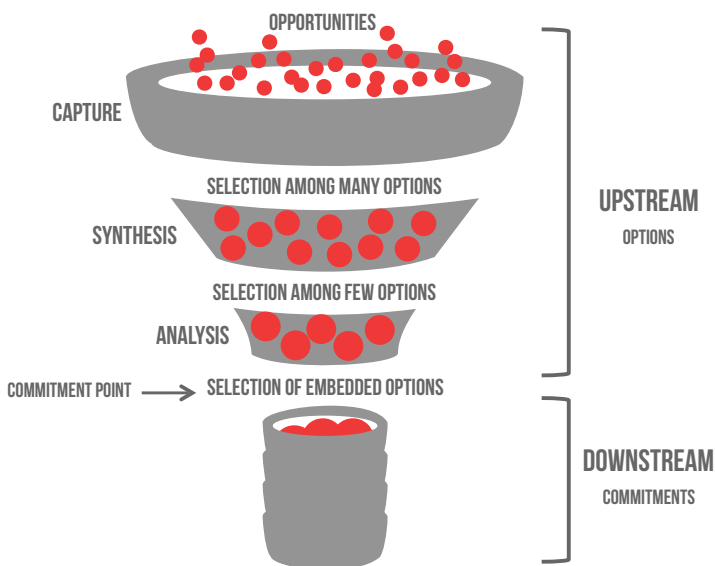 OPPORTUNITIES
CAPTURE
SELECTION AMONG MANY OPTIONS
UPSTREAM
OPTIONS
SYNTHESIS
SELECTION AMONG FEW OPTIONS
ANALYSIS
COMMITMENT POINT
SELECTION OF EMBEDDED OPTIONS
DOWNSTREAM
COMMITMENTS